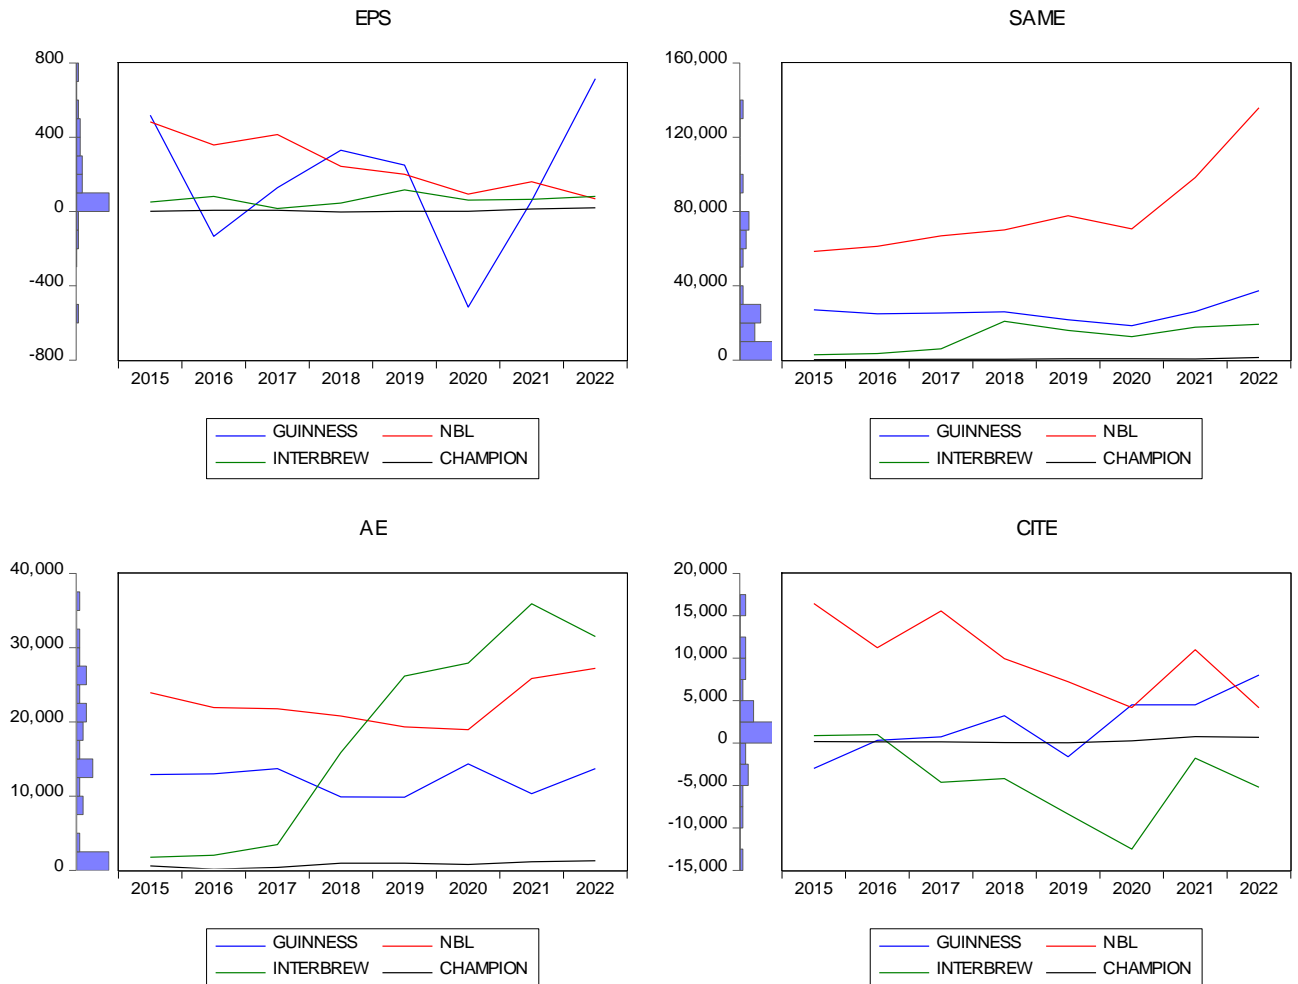 EPS
800
400
0
-400
-800
2015 2016 2017 2018 2019 2020 2021 2022
GUINNESS NBL
INTERBREW CHAMPION
SAME
160,000
120,000
80,000
40,000
0
2015 2016 2017 2018 2019 2020 2021 2022
GUINNESS NBL
INTERBREW CHAMPION
AE
40,000
30,000
20,000
10,000
0
2015 2016 2017 2018 2019 2020 2021 2022
GUINNESS NBL
INTERBREW CHAMPION
CITE
20,000
15,000
10,000
5,000
0
-5,000
-10,000
-15,000
2015 2016 2017 2018 2019 2020 2021 2022
GUINNESS NBL
INTERBREW CHAMPION